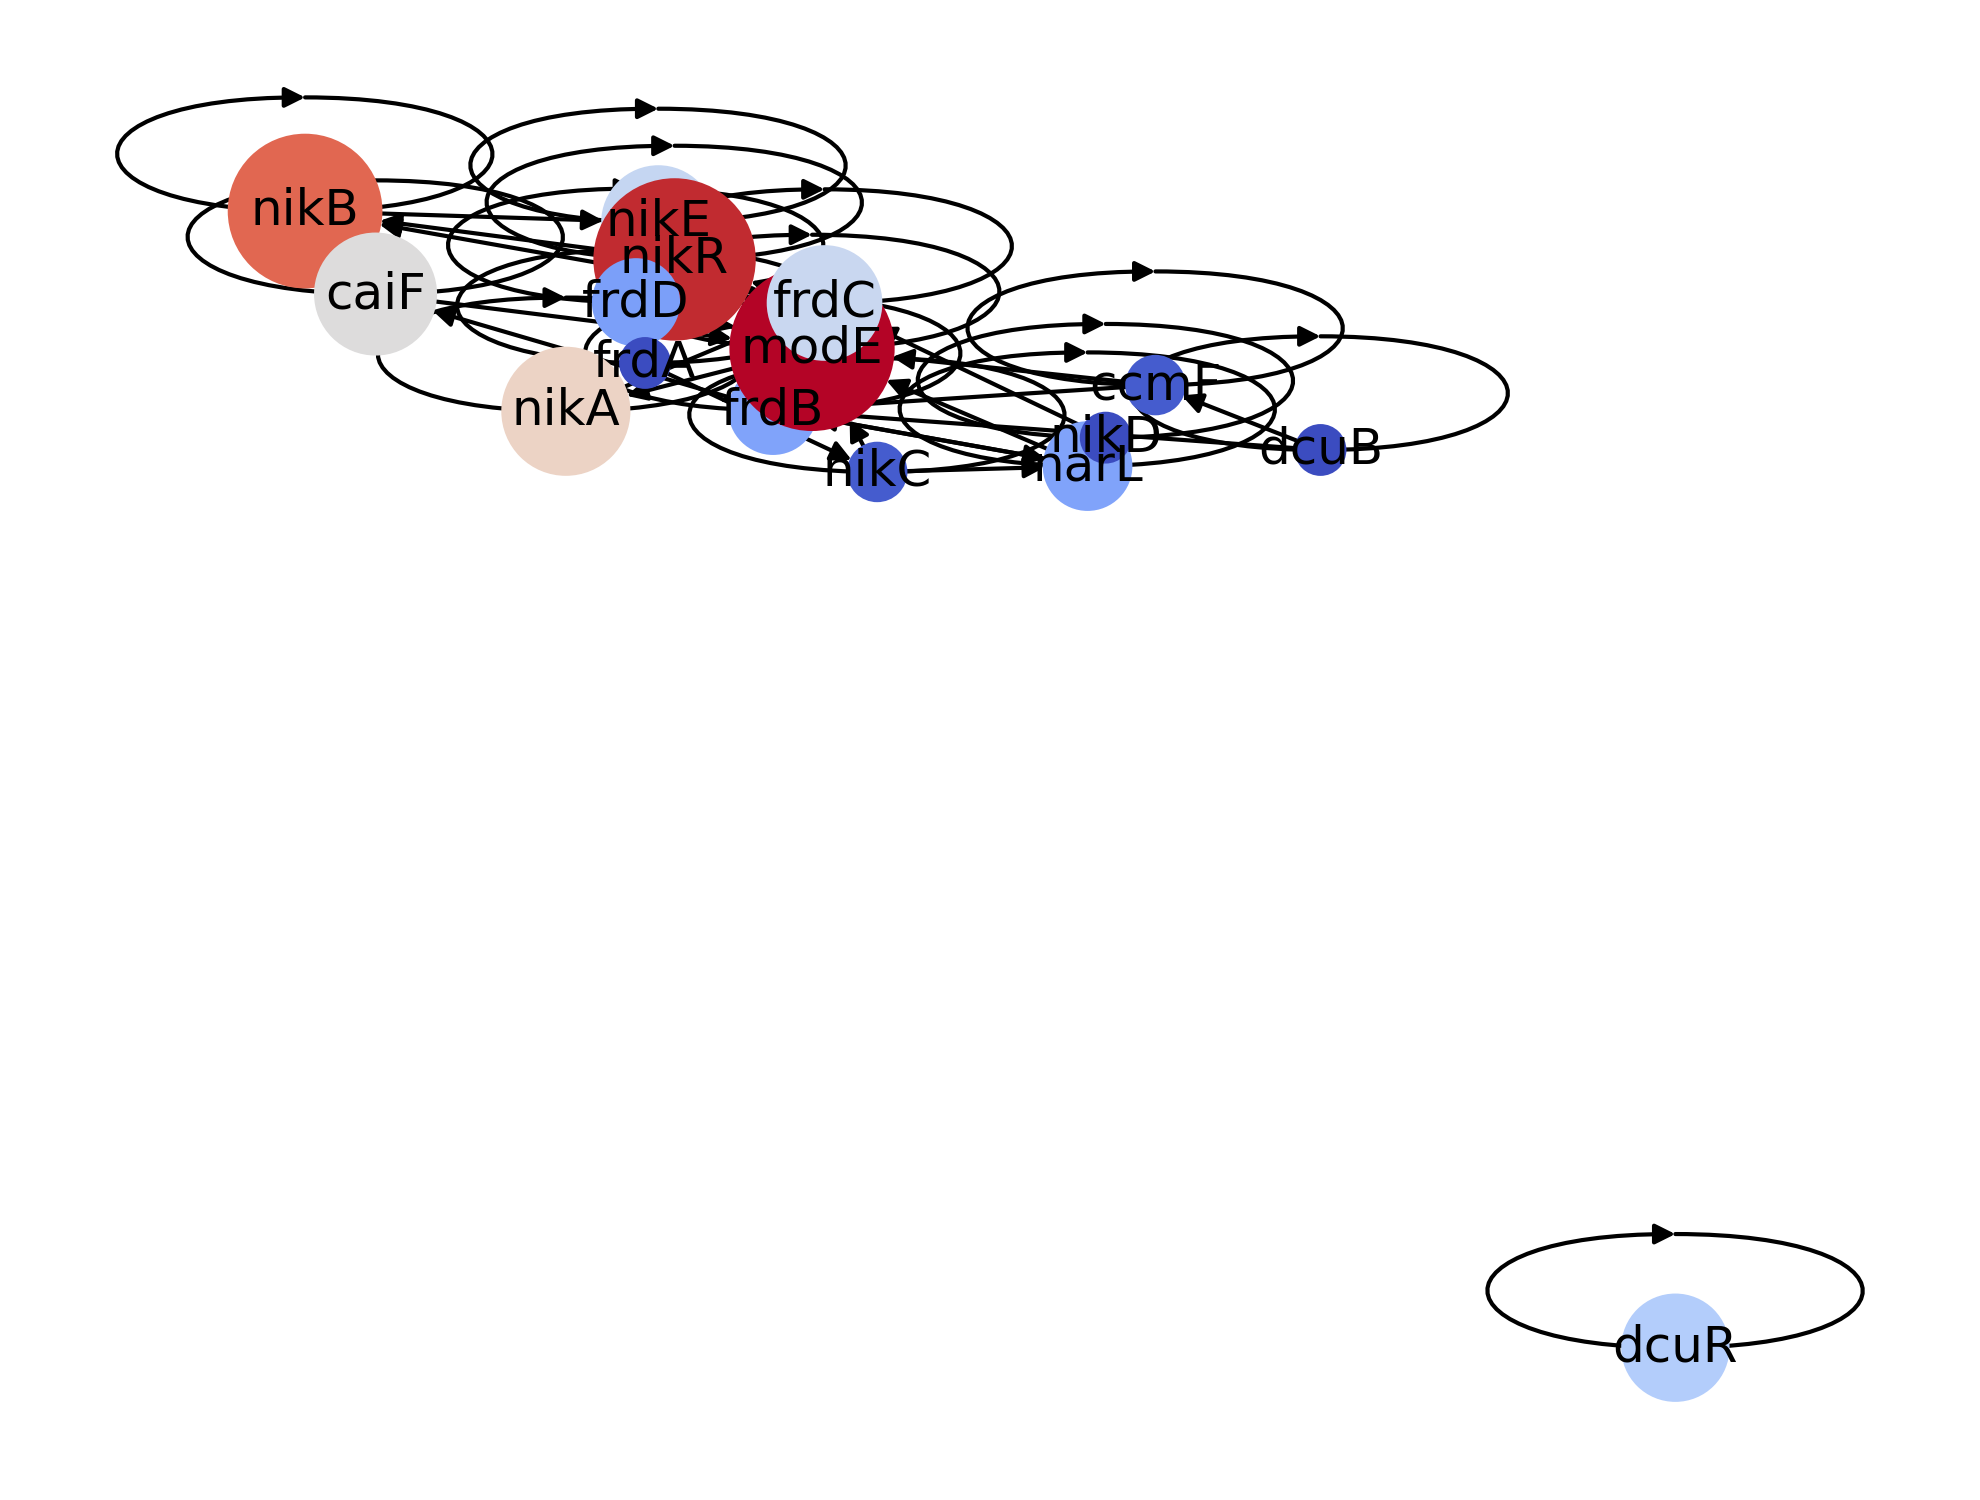 nikB
nikE
nikR
caiF
frdD
frdC
modE
frdA
ccmF
nikA
frdB
nikD
dcuB
narL
nikC
dcuR